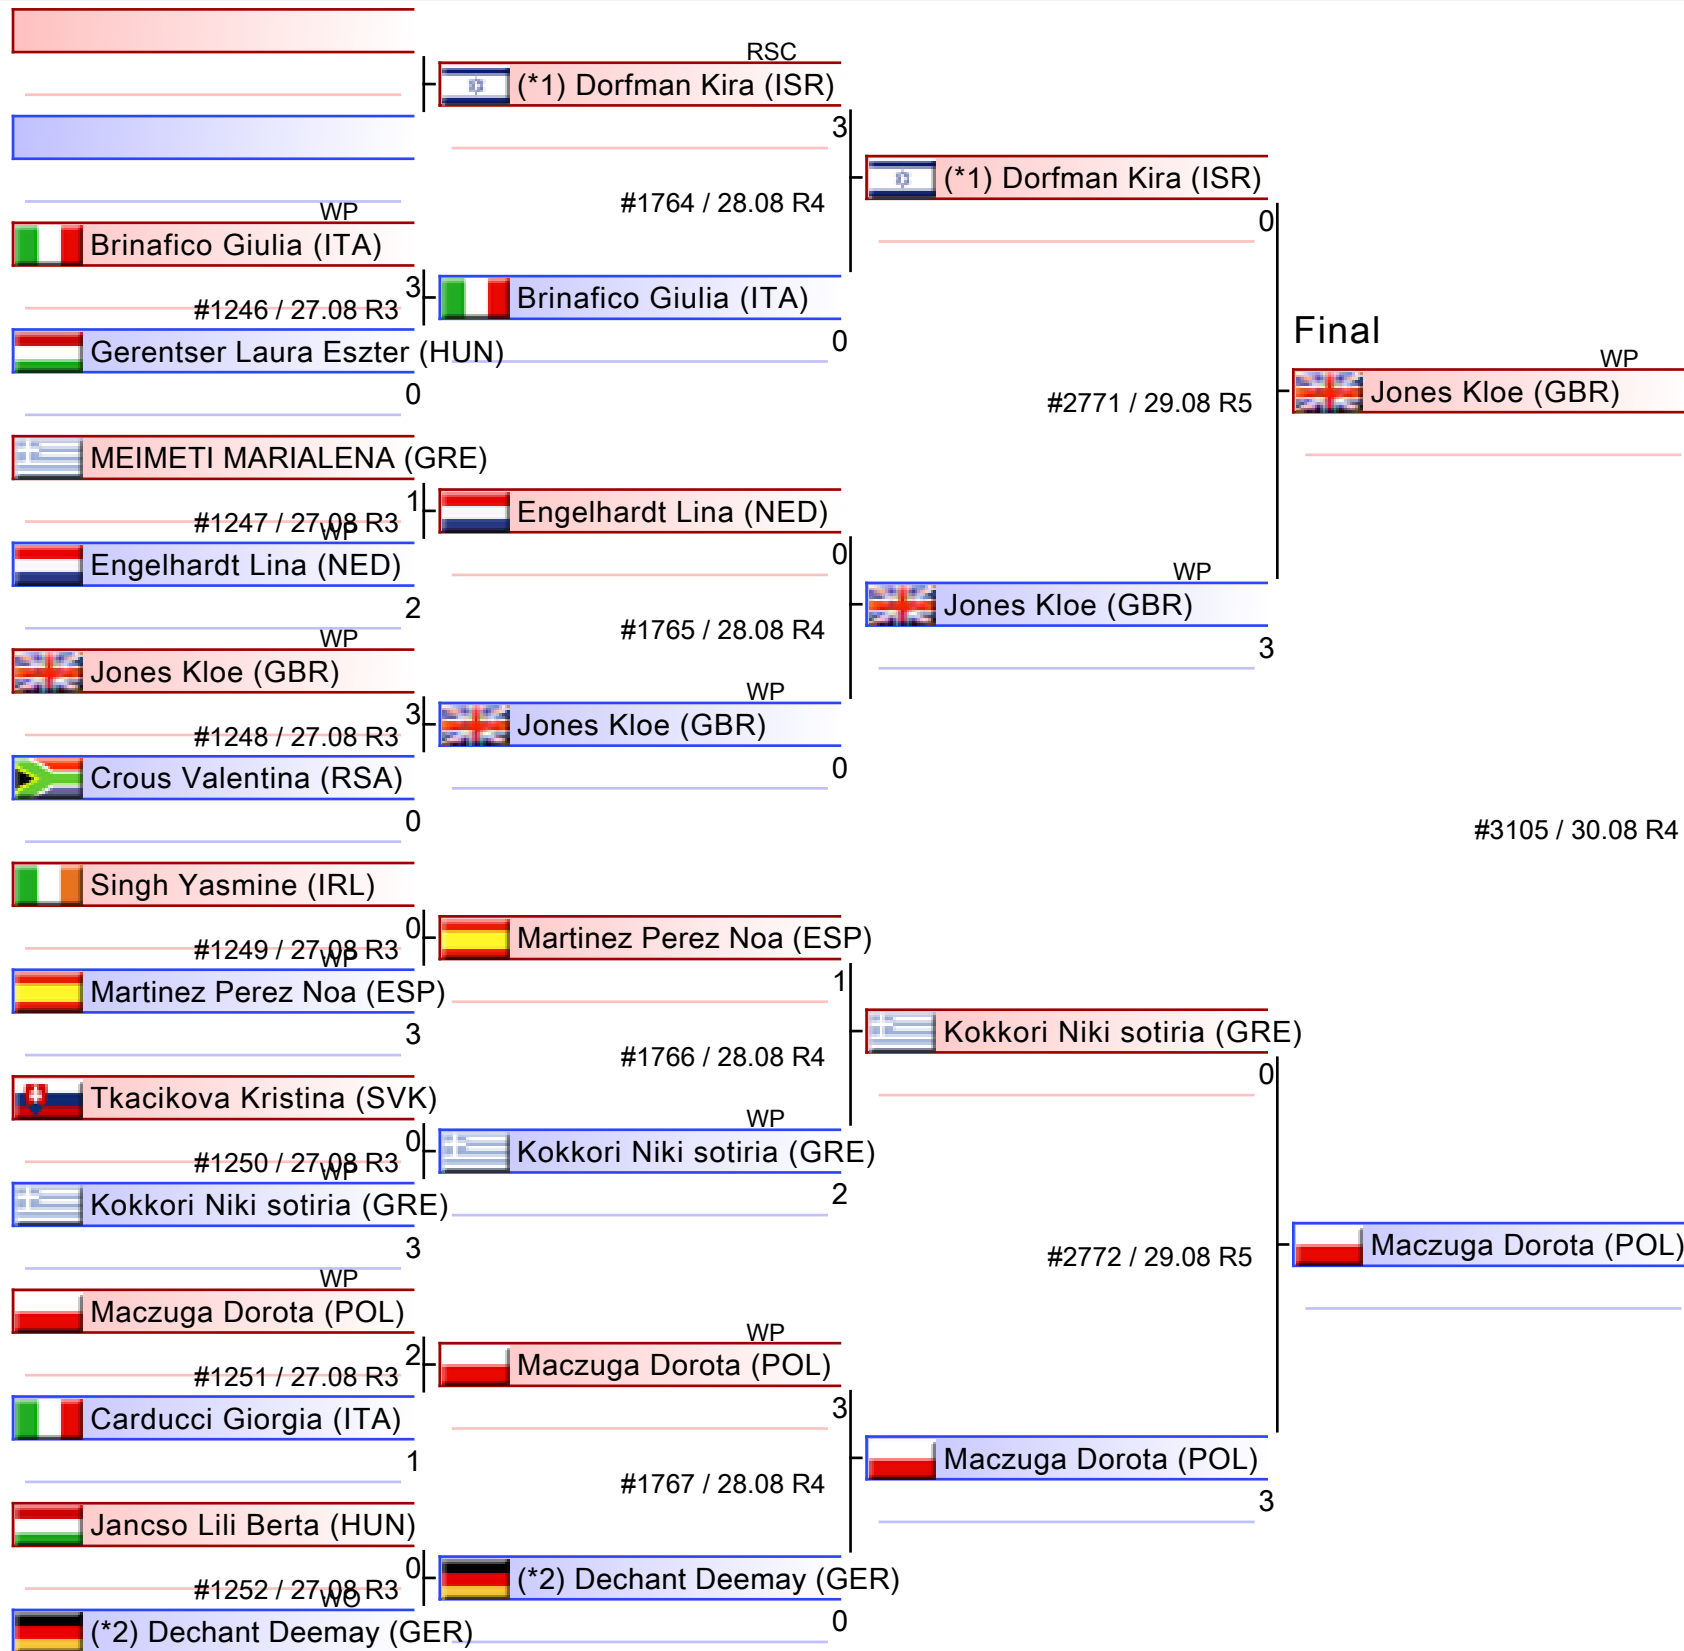 RSC
(*1) Dorfman Kira (ISR)
3
(*1) Dorfman Kira (ISR)
#1764 / 28.08 R4
0
WP
Brinafico Giulia (ITA)
3
#1246 / 27.08 R3
Brinafico Giulia (ITA)
0
Gerentser Laura Eszter (HUN)
0
Final
WP
Jones Kloe (GBR)
#2771 / 29.08 R5
MEIMETI MARIALENA (GRE)
1
#1247 / 27.08 R3
WP
Engelhardt Lina (NED)
0
Engelhardt Lina (NED)
2
WP
Jones Kloe (GBR)
3
#1765 / 28.08 R4
WP
Jones Kloe (GBR)
3
#1248 / 27.08 R3
WP
Jones Kloe (GBR)
0
Crous Valentina (RSA)
0
#3105 / 30.08 R4
Singh Yasmine (IRL)
0
#1249 / 27.08 R3
WP
Martinez Perez Noa (ESP)
1
Martinez Perez Noa (ESP)
3
Kokkori Niki sotiria (GRE)
0
#1766 / 28.08 R4
Tkacikova Kristina (SVK)
0
#1250 / 27.08 R3
WP
WP
Kokkori Niki sotiria (GRE)
2
Kokkori Niki sotiria (GRE)
3
#2772 / 29.08 R5
Maczuga Dorota (POL)
WP
Maczuga Dorota (POL)
2
#1251 / 27.08 R3
WP
Maczuga Dorota (POL)
3
Carducci Giorgia (ITA)
1
Maczuga Dorota (POL)
3
#1767 / 28.08 R4
Jancso Lili Berta (HUN)
0
#1252 / 27.08 R3
WO
(*2) Dechant Deemay (GER)
0
(*2) Dechant Deemay (GER)